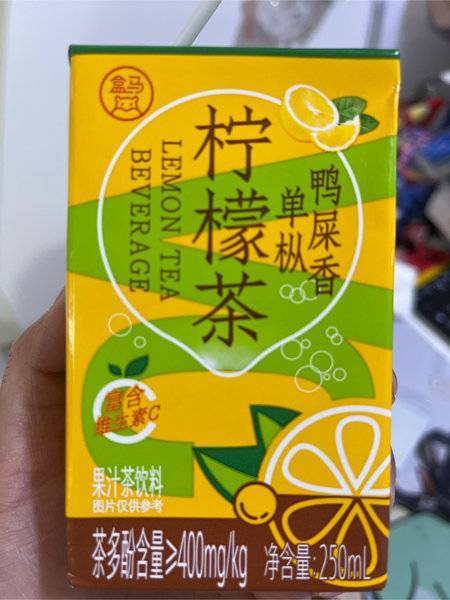 盒马
柠檬茶
鸭屎香
单枞
LEMON TEA
BEVERAGE
富含
维生素C
果汁茶饮料
图片仅供参考
茶多酚含量≥400mg/kg 净含量:250mL